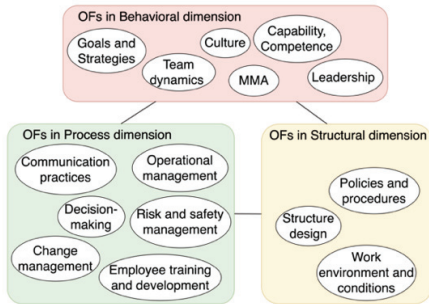 OFs in Behavioral dimension
Goals and
Strategies
Culture
Capability,
Competence
Team
dynamics
MMA
Leadership
OFs in Process dimension
Communication
practices
Operational
management
Decision-
making
Risk and safety
management
Change
management
Employee training
and development
OFs in Structural dimension
Policies and
procedures
Structure
design
Work
environment and
conditions